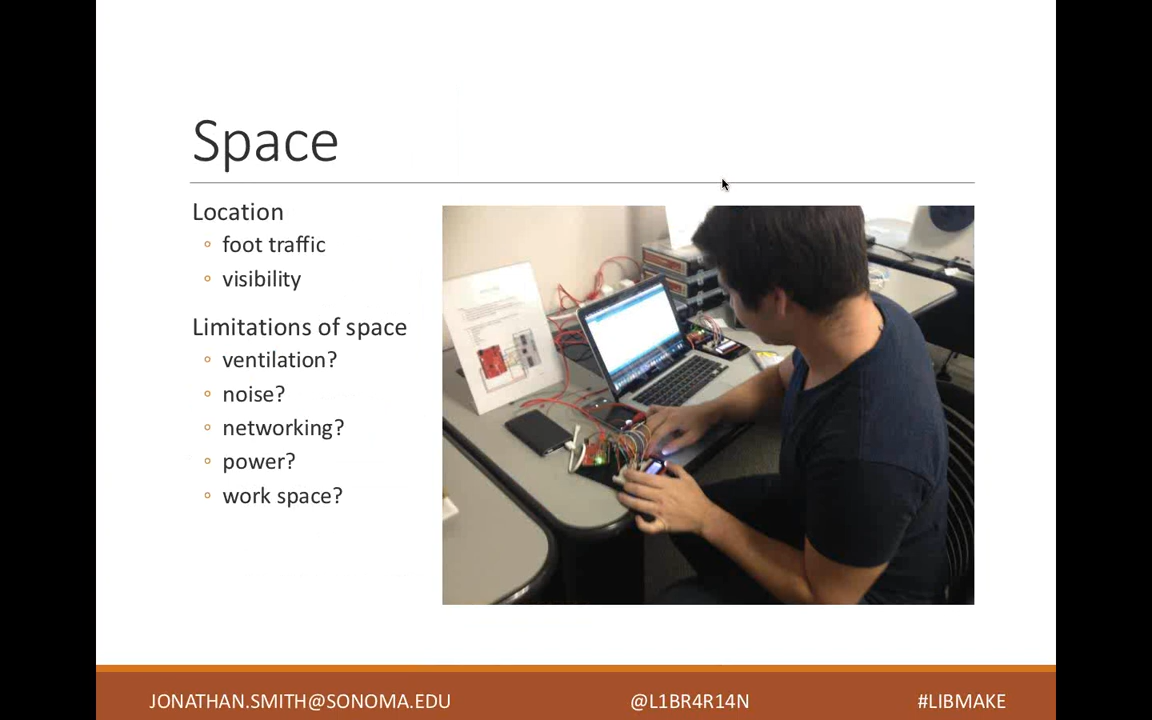 Space
Location
foot traffic
visibility
Limitations of space
ventilation?
noise?
networking?
power?
work space?
JONATHAN.SMITH@SONOMA.EDU
@L1BR4R14N
#LIBMAKE